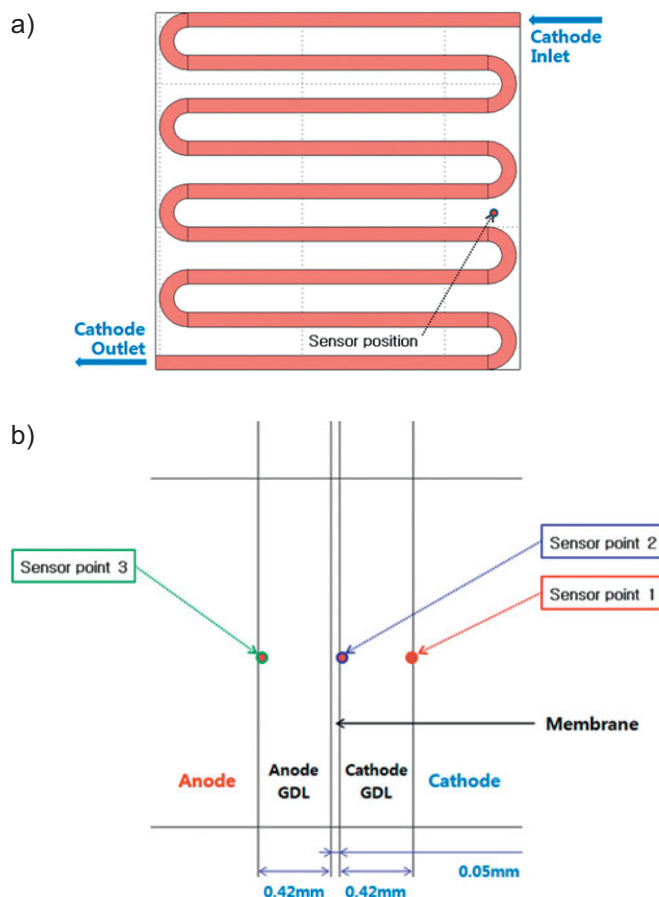 a)
Cathode
Inlet
Cathode
Outlet
Sensor position
b)
Sensor point 2
Sensor point 3
Sensor point 1
Membrane
Anode
Anode
GDL
Cathode
GDL
Cathode
0.05mm
0.42mm
0.42mm